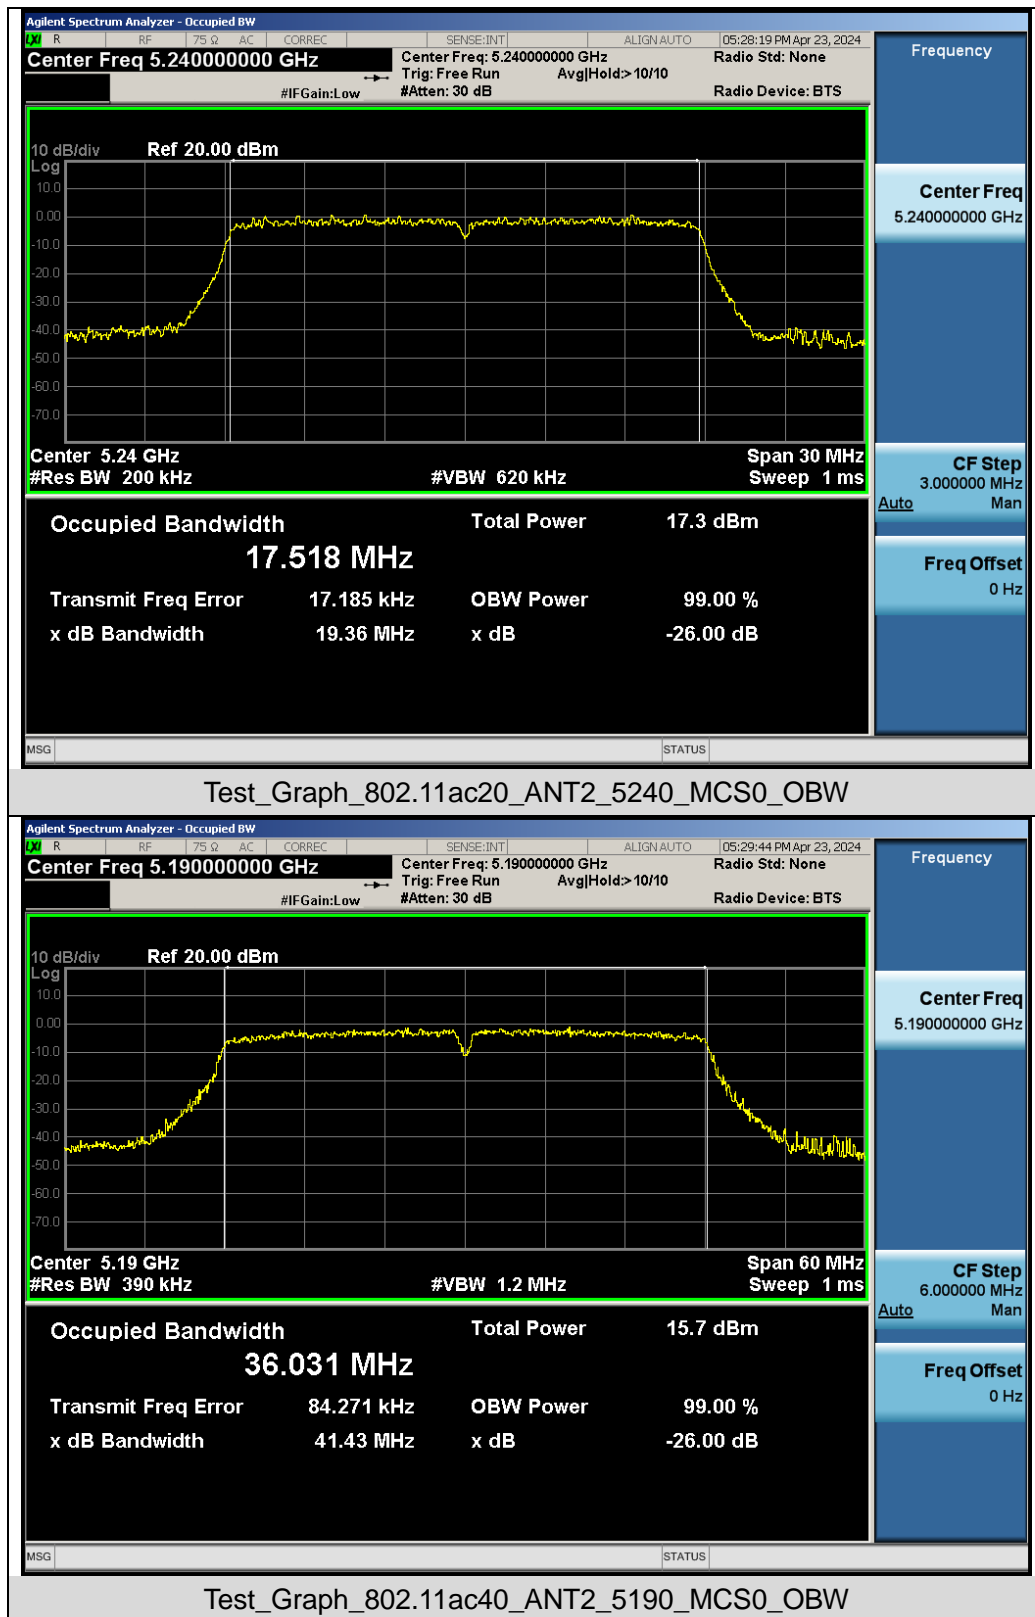 Agilent Spectrum Analyzer - Occupied BW
LXI R RF 75 Ω AC CORREC SENSE:INT ALIGN AUTO 05:28:19 PM Apr 23, 2024
Center Freq 5.240000000 GHz
Center Freq: 5.240000000 GHz
Radio Std: None
Trig: Free Run Avg|Hold:> 10/10
#IFGain:Low
#Atten: 30 dB
Radio Device: BTS
Frequency
10 dB/div Ref 20.00 dBm
Log
10.0
0.00
-10.0
-20.0
-30.0
-40.0
-50.0
-60.0
-70.0
Center Freq
5.240000000 GHz
Center 5.24 GHz Span 30 MHz
#Res BW 200 kHz #VBW 620 kHz Sweep 1 ms
CF Step
3.000000 MHz
Auto Man
Occupied Bandwidth Total Power 17.3 dBm
17.518 MHz
Transmit Freq Error 17.185 kHz OBW Power 99.00 %
x dB Bandwidth 19.36 MHz x dB -26.00 dB
Freq Offset
0 Hz
MSG STATUS
Test_Graph_802.11ac20_ANT2_5240_MCS0_OBW
Agilent Spectrum Analyzer - Occupied BW
LXI R RF 75 Ω AC CORREC SENSE:INT ALIGN AUTO 05:29:44 PM Apr 23, 2024
Center Freq 5.190000000 GHz
Center Freq: 5.190000000 GHz
Radio Std: None
Trig: Free Run Avg|Hold:> 10/10
#IFGain:Low
#Atten: 30 dB
Radio Device: BTS
Frequency
10 dB/div Ref 20.00 dBm
Log
10.0
0.00
-10.0
-20.0
-30.0
-40.0
-50.0
-60.0
-70.0
Center Freq
5.190000000 GHz
Center 5.19 GHz Span 60 MHz
#Res BW 390 kHz #VBW 1.2 MHz Sweep 1 ms
CF Step
6.000000 MHz
Auto Man
Occupied Bandwidth Total Power 15.7 dBm
36.031 MHz
Transmit Freq Error 84.271 kHz OBW Power 99.00 %
x dB Bandwidth 41.43 MHz x dB -26.00 dB
Freq Offset
0 Hz
MSG STATUS
Test_Graph_802.11ac40_ANT2_5190_MCS0_OBW